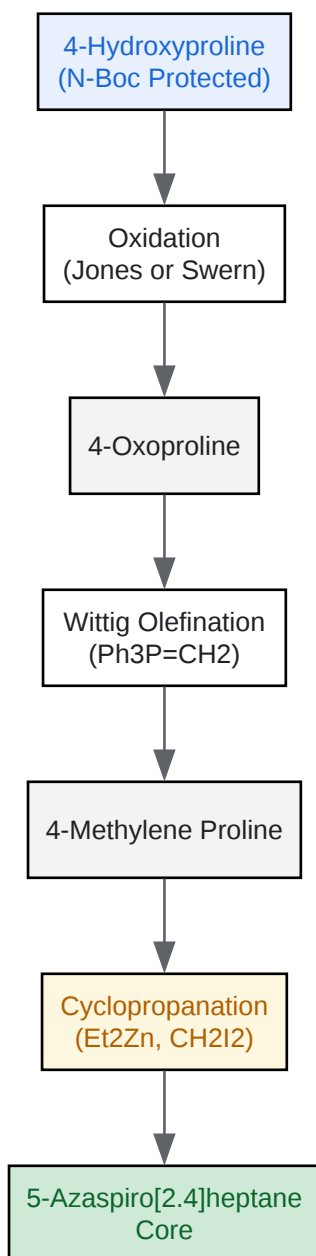 4-Hydroxyproline
(N-Boc Protected)
Oxidation
(Jones or Swern)
4-Oxoproline
Wittig Olefination
(Ph3P=CH2)
4-Methylene Proline
Cyclopropanation
(Et2Zn, CH2I2)
5-Azaspiro[2.4]heptane
Core